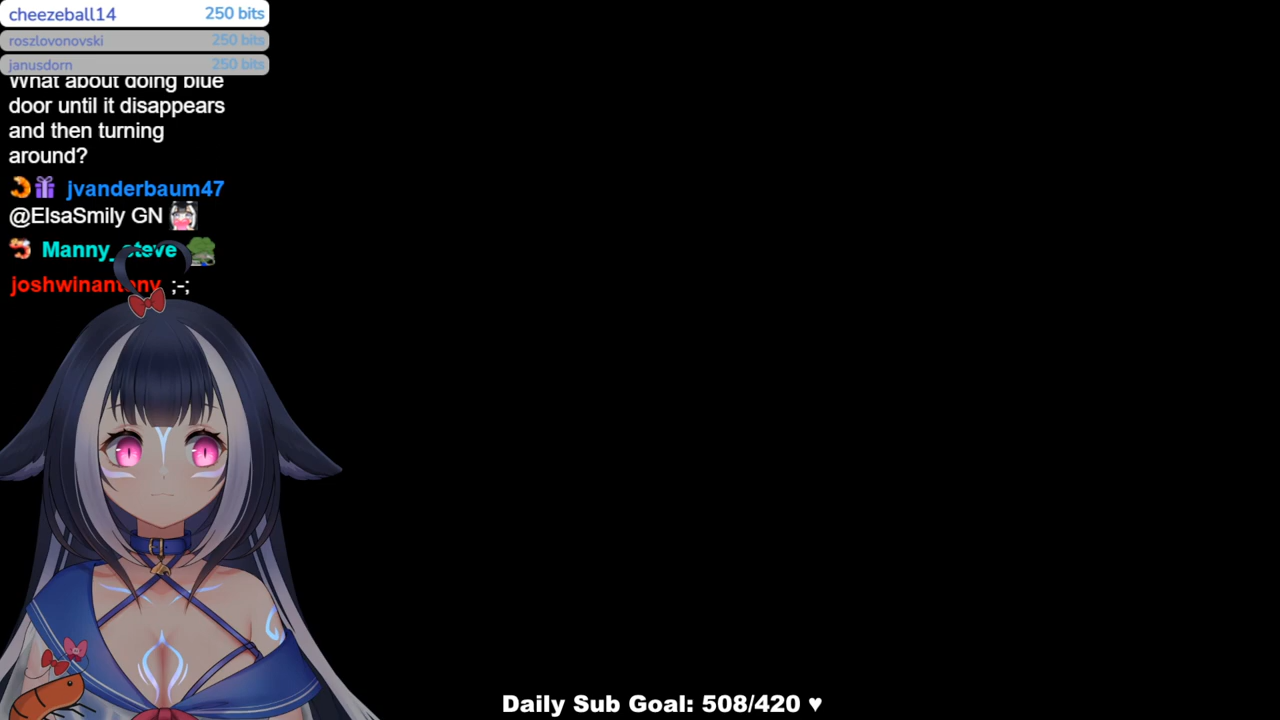 cheezeball14 250 bits
roszlovonovski 250 bits
janusdorn 250 bits
What about doing blue
door until it disappears
and then turning
around?
jvanderbaum47
@ElsaSmily GN
Manny_steve
joshwinantony ;-;
Daily Sub Goal: 508/420 ♥